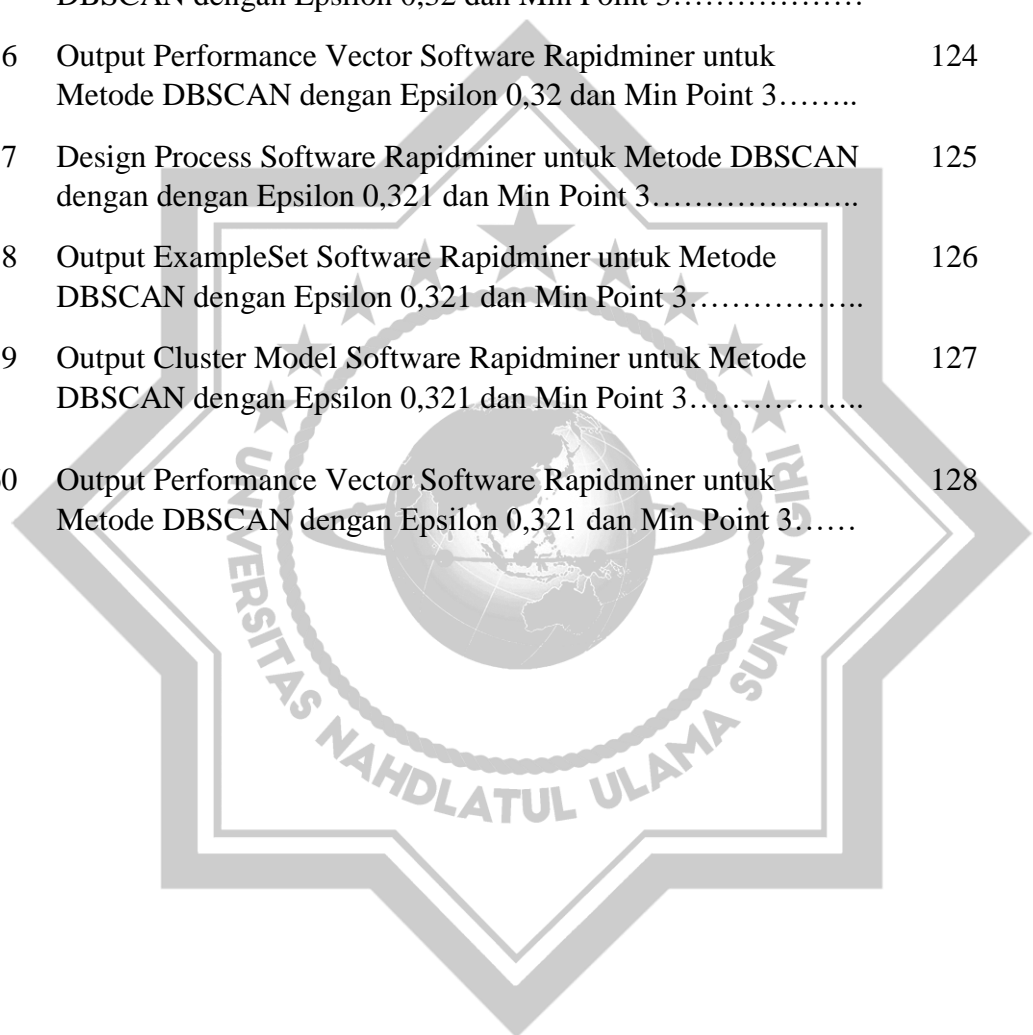 DBSCAN dengan Epsilon 0,32 dan Min Point 3………………
6 Output Performance Vector Software Rapidminer untuk 124
Metode DBSCAN dengan Epsilon 0,32 dan Min Point 3……..
7 Design Process Software Rapidminer untuk Metode DBSCAN 125
dengan dengan Epsilon 0,321 dan Min Point 3………………..
8 Output ExampleSet Software Rapidminer untuk Metode 126
DBSCAN dengan Epsilon 0,321 dan Min Point 3……………..
9 Output Cluster Model Software Rapidminer untuk Metode 127
DBSCAN dengan Epsilon 0,321 dan Min Point 3……………..
0 Output Performance Vector Software Rapidminer untuk 128
Metode DBSCAN dengan Epsilon 0,321 dan Min Point 3……
UNIVERSITAS NAHDLATUL ULAMA SUNAN GIRI